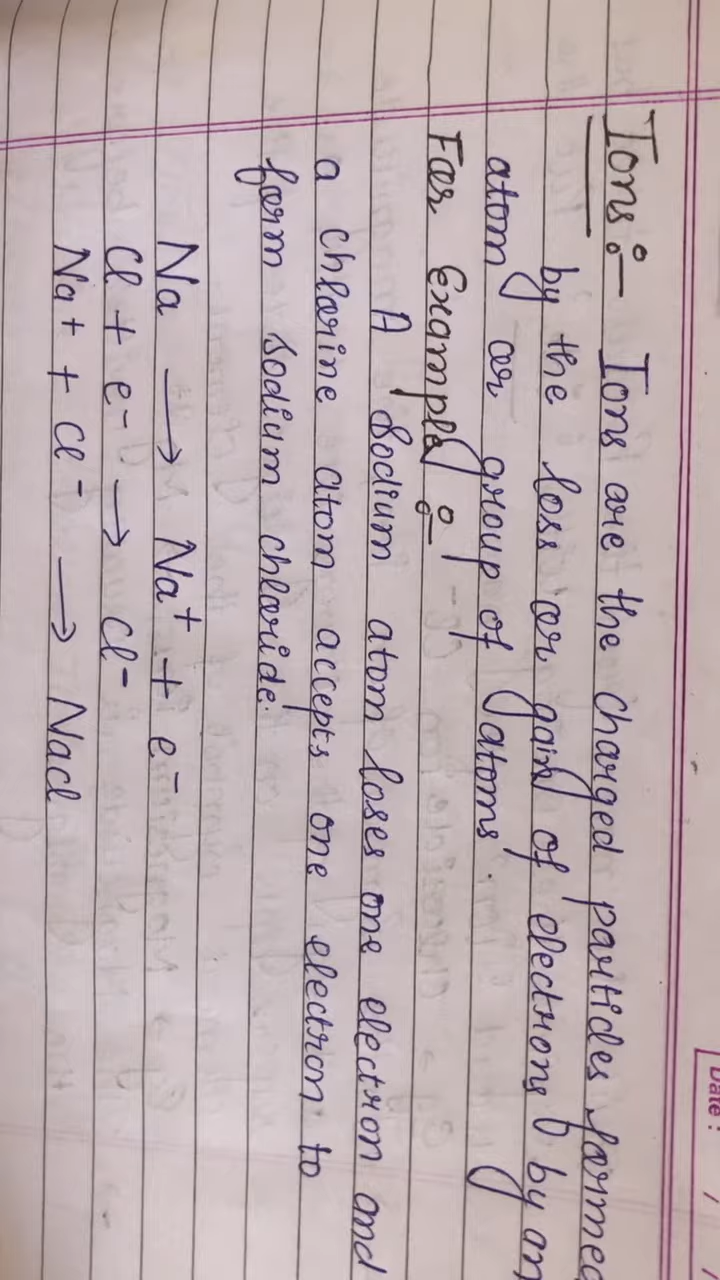 Date: / /
Ions:- Ions are the charged particles formed
by the loss or gain of electrons by an
atom or group of atoms.
For Example:-
A Sodium atom loses one electron and
a chlorine atom accepts one electron to
form sodium chloride.
Na → Na⁺ + e⁻
Cl + e⁻ → Cl⁻
Na⁺ + Cl⁻ → Nacl